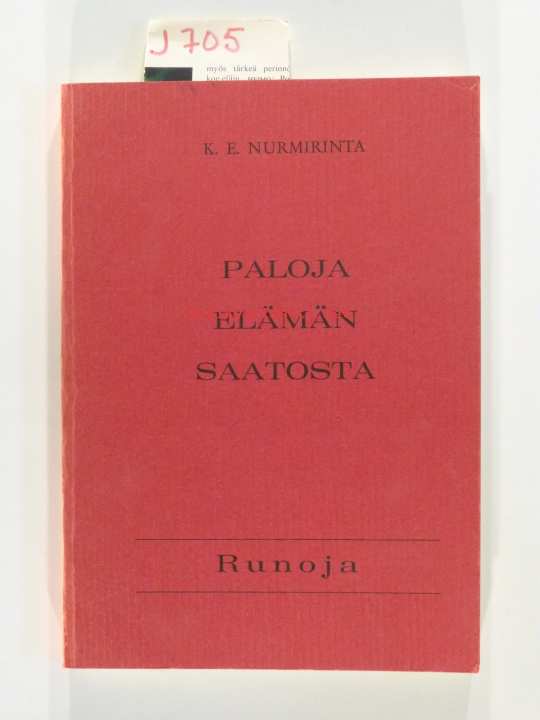 J 705
myös tärkeä
K. E. NURMIRINTA
PALOJA
ELÄMÄN
SAATOSTA
Runoja